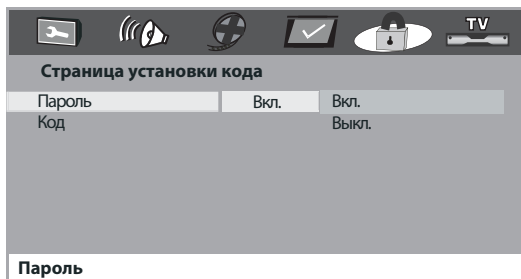 TV
Страница установки кода
Пароль Вкл. Вкл.
Код Выкл.
Пароль